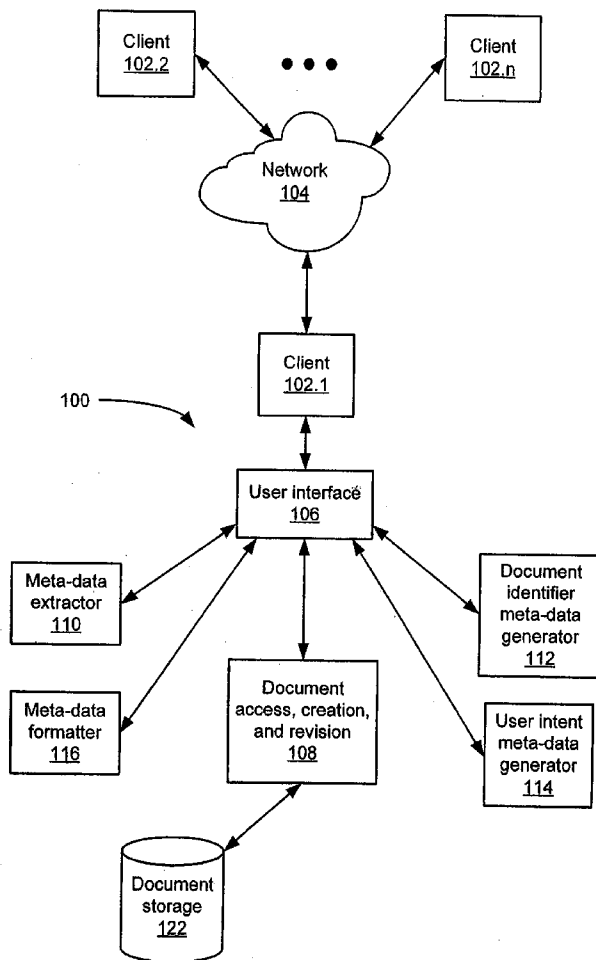 Client
102.2
Client
102.n
Network
104
Client
102.1
100
User interface
106
Meta-data
extractor
110
Document
identifier
meta-data
generator
112
Meta-data
formatter
116
Document
access, creation,
and revision
108
User intent
meta-data
generator
114
Document
storage
122